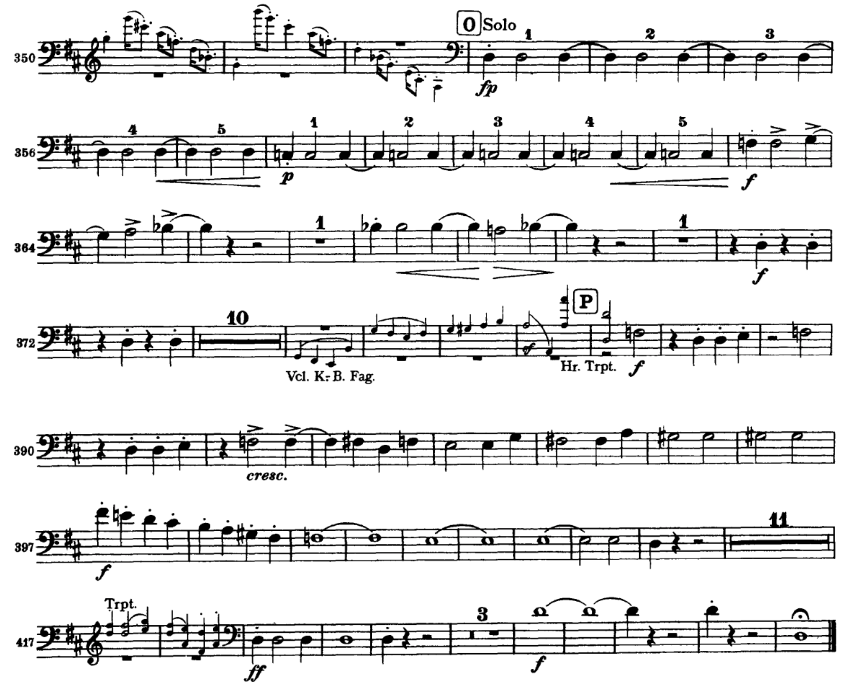 O Solo
350 1 2 3
fp
4 5 1 2 3 4 5
356
p f
364 1 1
f
10 P
372
Vcl. K.-B. Fag. Hr. Trpt. f
390
cresc.
11
397
f
Trpt.
417 3
ff f